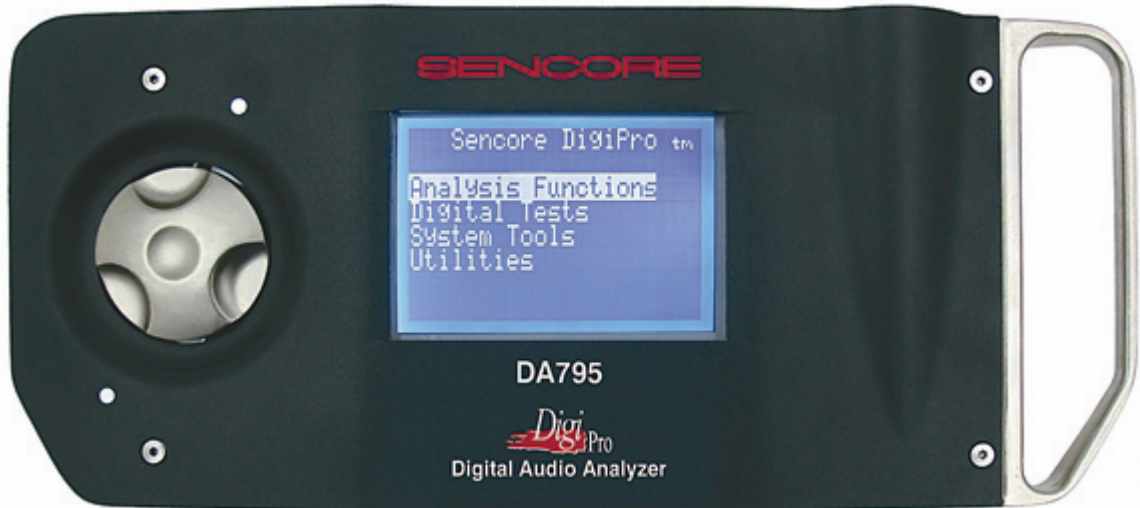 SENCORE
Sencore DigiPro tm
Analysis Functions
Digital Tests
System Tools
Utilities
DA795
Digi Pro
Digital Audio Analyzer